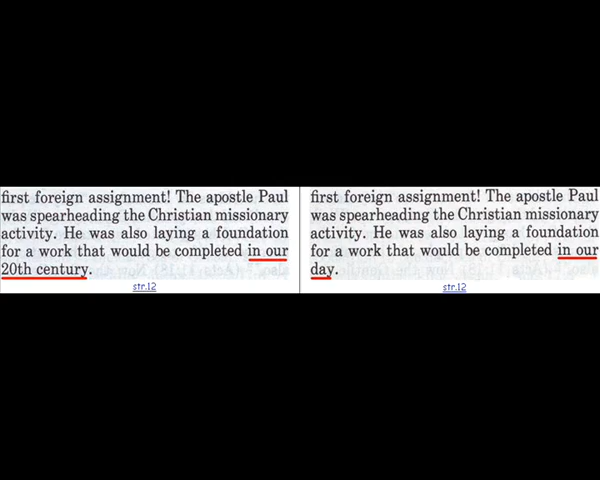 first foreign assignment! The apostle Paul
was spearheading the Christian missionary
activity. He was also laying a foundation
for a work that would be completed in our
20th century.
str.12
first foreign assignment! The apostle Paul
was spearheading the Christian missionary
activity. He was also laying a foundation
for a work that would be completed in our
day.
str.12